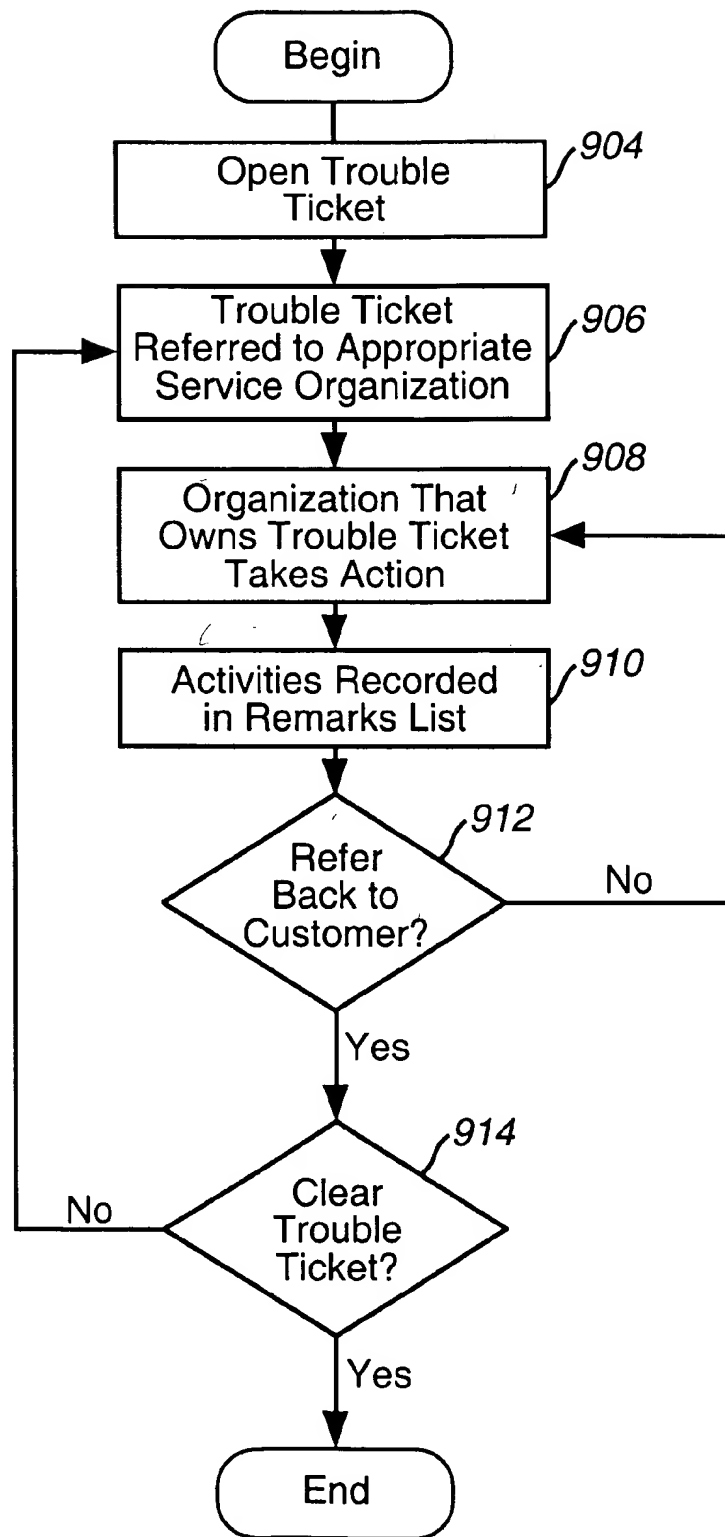 Begin
904
Open Trouble
Ticket
906
Trouble Ticket
Referred to Appropriate
Service Organization
908
Organization That
Owns Trouble Ticket
Takes Action
910
Activities Recorded
in Remarks List
912
Refer
Back to
Customer?
No
Yes
914
Clear
Trouble
Ticket?
No
Yes
End